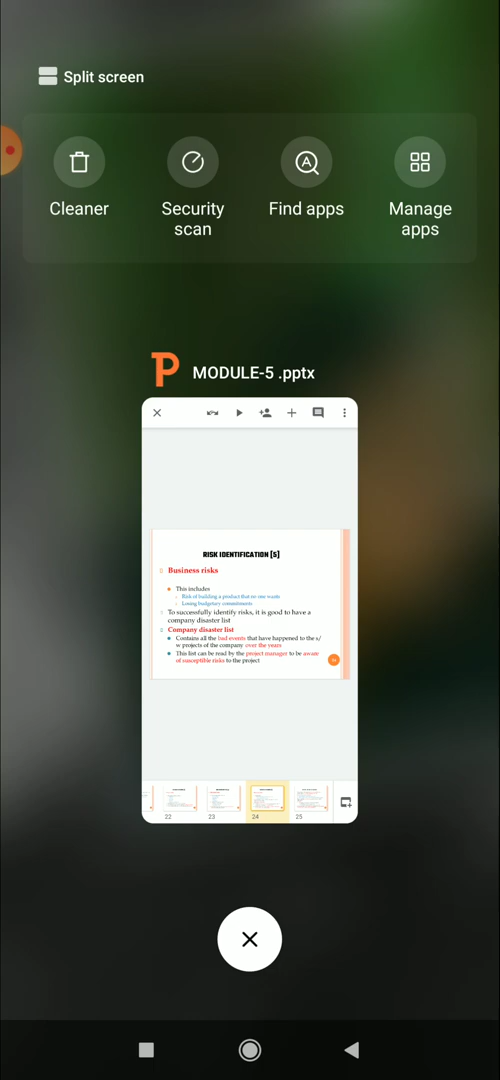 Split screen
Cleaner
Security
scan
Find apps
Manage
apps
MODULE-5 .pptx
RISK IDENTIFICATION [5]
Business risks
This includes
Risk of building a product that no one wants
Losing budgetary commitments
To successfully identify risks, it is good to have a
company disaster list
Company disaster list
Contains all the bad events that have happened to the s/
w projects of the company over the years
This list can be read by the project manager to be aware
of susceptible risks to the project
22
23
24
25